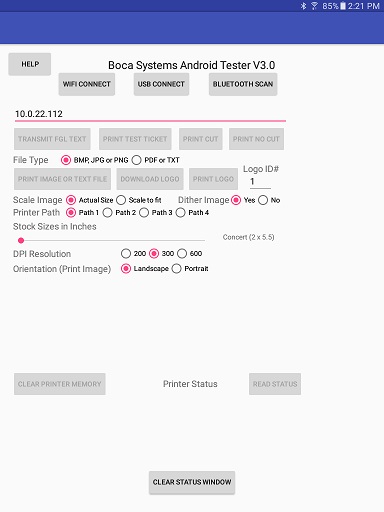 85% 2:21 PM
HELP
Boca Systems Android Tester V3.0
WIFI CONNECT USB CONNECT BLUETOOTH SCAN
10.0.22.112
TRANSMIT FGL TEXT PRINT TEST TICKET PRINT CUT PRINT NO CUT
File Type BMP, JPG or PNG PDF or TXT
Logo ID#
PRINT IMAGE OR TEXT FILE DOWNLOAD LOGO PRINT LOGO 1
Scale Image Actual Size Scale to fit Dither Image Yes No
Printer Path Path 1 Path 2 Path 3 Path 4
Stock Sizes in Inches
Concert (2 x 5.5)
DPI Resolution 200 300 600
Orientation (Print Image) Landscape Portrait
CLEAR PRINTER MEMORY Printer Status READ STATUS
CLEAR STATUS WINDOW